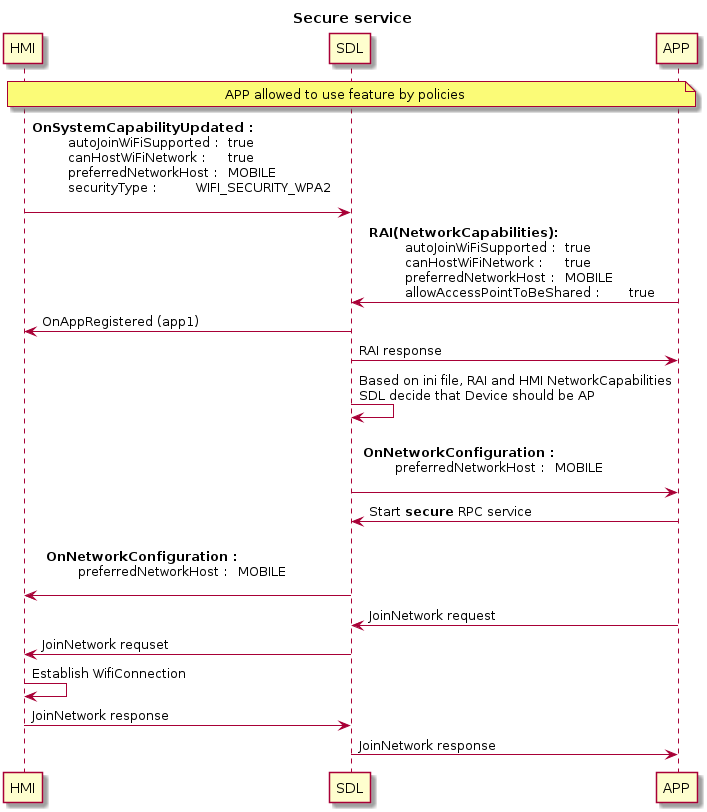 Secure service
HMI SDL APP
APP allowed to use feature by policies
OnSystemCapabilityUpdated :
autoJoinWiFiSupported : true
canHostWiFiNetwork : true
preferredNetworkHost : MOBILE
securityType : WIFI_SECURITY_WPA2
RAI(NetworkCapabilities):
autoJoinWiFiSupported : true
canHostWiFiNetwork : true
preferredNetworkHost : MOBILE
allowAccessPointToBeShared : true
OnAppRegistered (app1)
RAI response
Based on ini file, RAI and HMI NetworkCapabilities
SDL decide that Device should be AP
OnNetworkConfiguration :
preferredNetworkHost : MOBILE
Start secure RPC service
OnNetworkConfiguration :
preferredNetworkHost : MOBILE
JoinNetwork request
JoinNetwork requset
Establish WifiConnection
JoinNetwork response
JoinNetwork response
HMI SDL APP